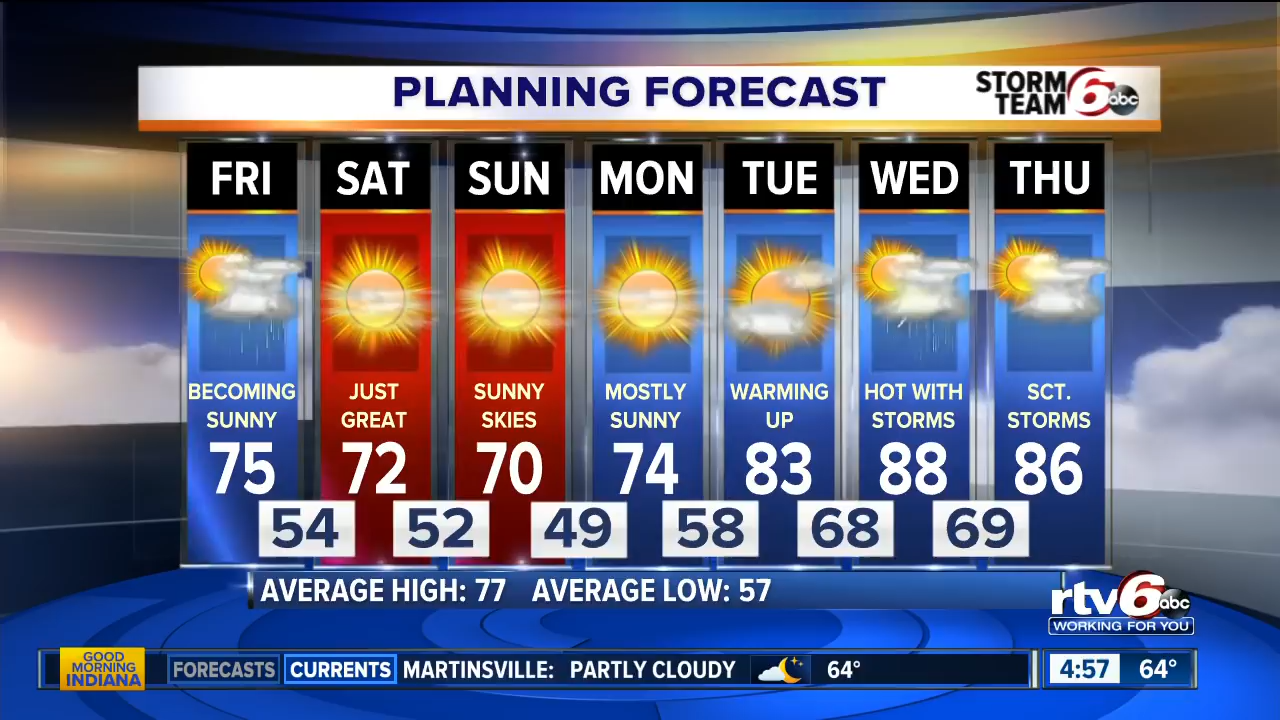 PLANNING FORECAST
STORM
TEAM 6 abc
FRI SAT SUN MON TUE WED THU
BECOMING SUNNY
JUST GREAT
SUNNY SKIES
MOSTLY SUNNY
WARMING UP
HOT WITH STORMS
SCT. STORMS
75 72 70 74 83 88 86
54 52 49 58 68 69
AVERAGE HIGH: 77 AVERAGE LOW: 57
rtv6 abc
WORKING FOR YOU
GOOD
MORNING
INDIANA
FORECASTS CURRENTS MARTINSVILLE: PARTLY CLOUDY 64° 4:57 64°